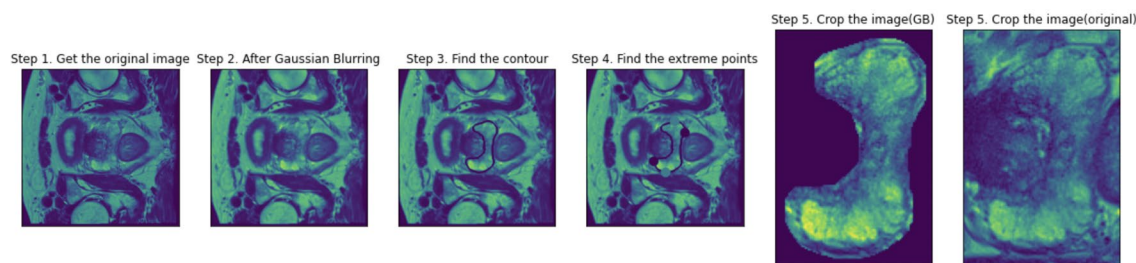 Step 1. Get the original image
Step 2. After Gaussian Blurring
Step 3. Find the contour
Step 4. Find the extreme points
Step 5. Crop the image(GB)
Step 5. Crop the image(original)